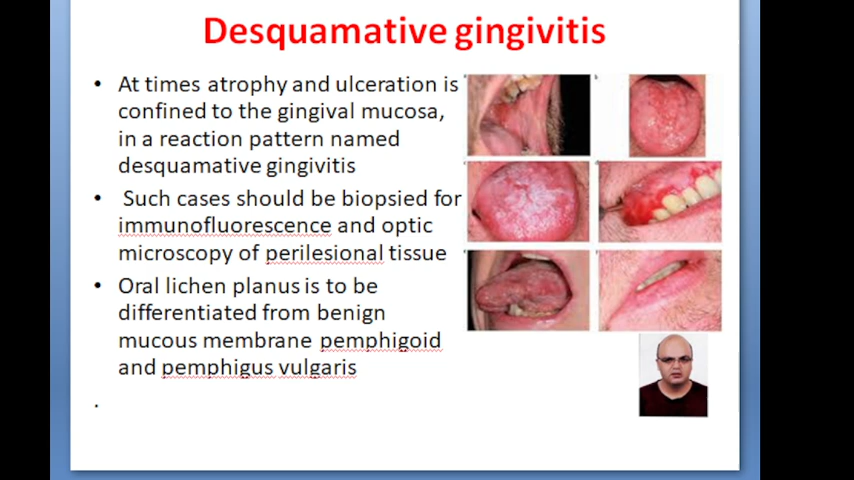 Desquamative gingivitis
• At times atrophy and ulceration is
confined to the gingival mucosa,
in a reaction pattern named
desquamative gingivitis
• Such cases should be biopsied for
immunofluorescence and optic
microscopy of perilesional tissue
• Oral lichen planus is to be
differentiated from benign
mucous membrane pemphigoid
and pemphigus vulgaris
.